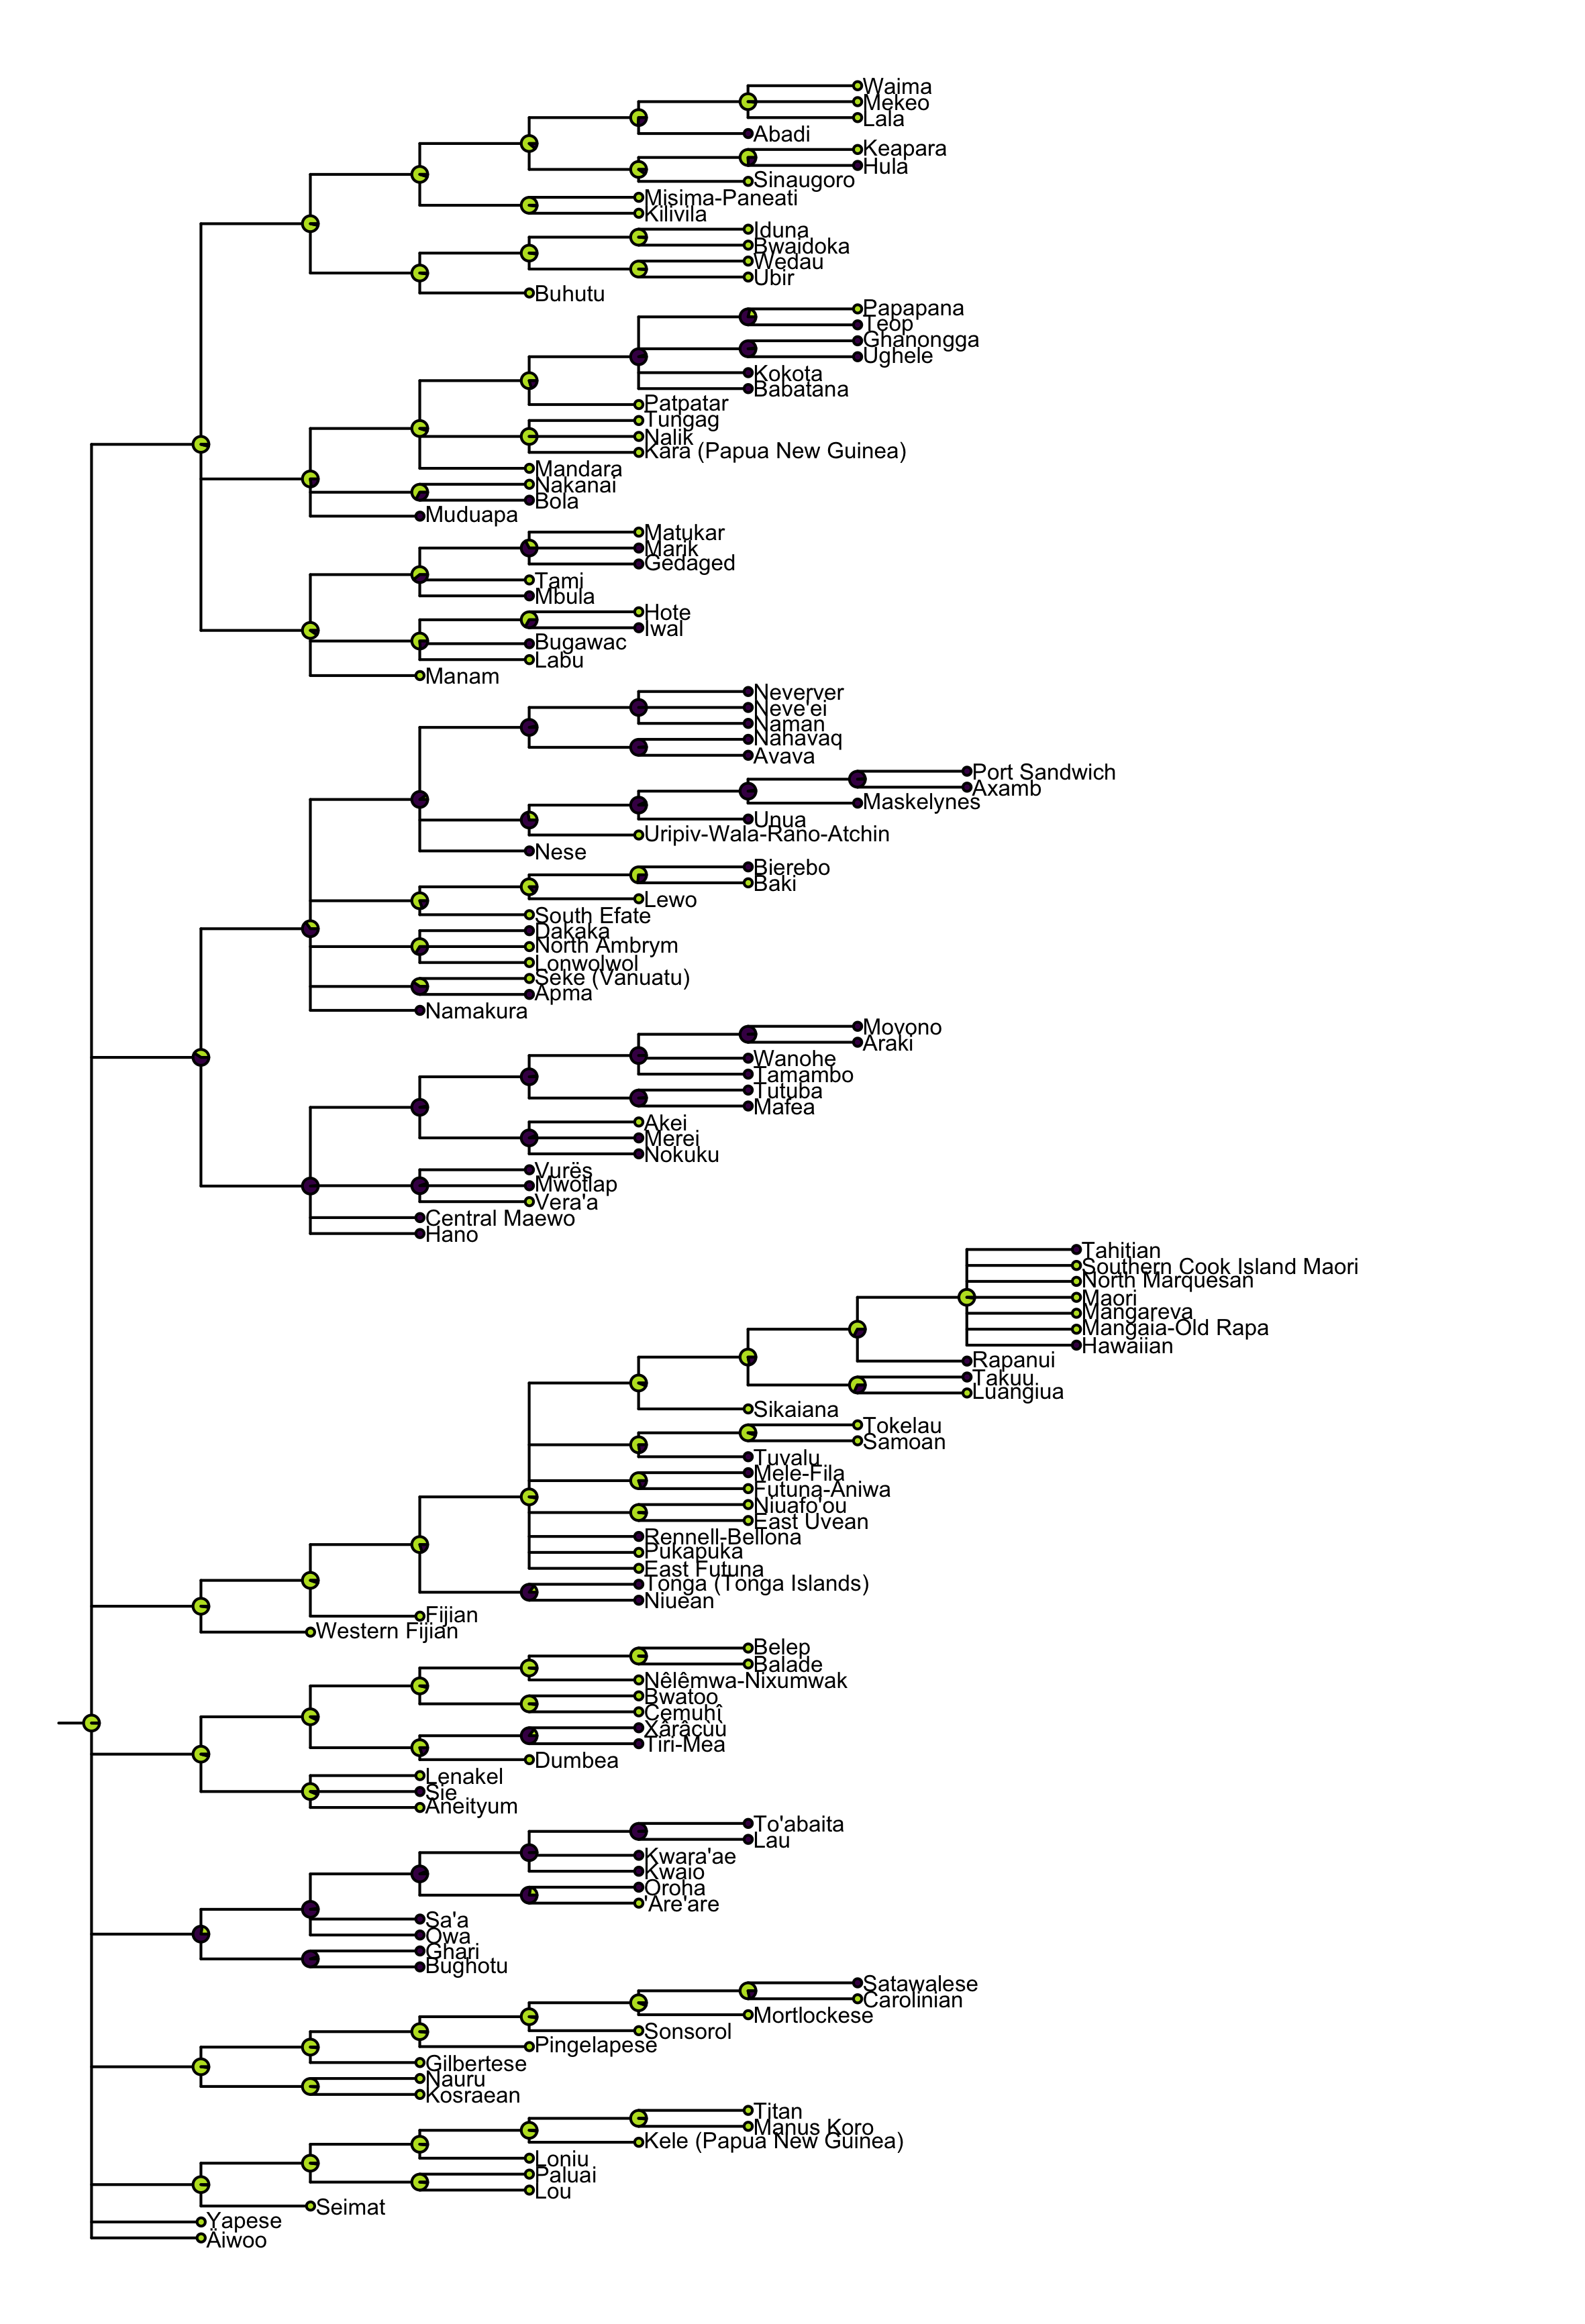 Waima
Mekeo
Lala
Abadi
Keapara
Hula
Sinaugoro
Misima-Paneati
Kilivila
Iduna
Bwaidoka
Wedau
Ubir
Buhutu
Papapana
Teop
Ghanongga
Ughele
Kokota
Babatana
Patpatar
Tungag
Nalik
Kara (Papua New Guinea)
Mandara
Nakanai
Bola
Muduapa
Matukar
Marik
Gedaged
Tami
Mbula
Hote
Iwal
Bugawac
Labu
Manam
Neverver
Neve'ei
Naman
Nahavaq
Avava
Port Sandwich
Axamb
Maskelynes
Unua
Uripiv-Wala-Rano-Atchin
Nese
Bierebo
Baki
Lewo
South Efate
Dakaka
North Ambrym
Lonwolwol
Seke (Vanuatu)
Apma
Namakura
Movono
Araki
Wanohe
Tamambo
Tutuba
Mafea
Akei
Merei
Nokuku
Vurës
Mwotlap
Vera'a
Central Maewo
Hano
Tahitian
Southern Cook Island Maori
North Marquesan
Maori
Mangareva
Mangaia-Old Rapa
Hawaiian
Rapanui
Takuu
Luangiua
Sikaiana
Tokelau
Samoan
Tuvalu
Mele-Fila
Futuna-Aniwa
Niuafo'ou
East Uvean
Rennell-Bellona
Pukapuka
East Futuna
Tonga (Tonga Islands)
Niuean
Fijian
Western Fijian
Belep
Balade
Nêlêmwa-Nixumwak
Bwatoo
Cemuhî
Xârâcùù
Tiri-Mea
Dumbea
Lenakel
Sie
Aneityum
To'abaita
Lau
Kwara'ae
Kwaio
Oroha
'Are'are
Sa'a
Owa
Ghari
Bughotu
Satawalese
Carolinian
Mortlockese
Sonsorol
Pingelapese
Gilbertese
Nauru
Kosraean
Titan
Manus Koro
Kele (Papua New Guinea)
Loniu
Paluai
Lou
Seimat
Yapese
Äiwoo